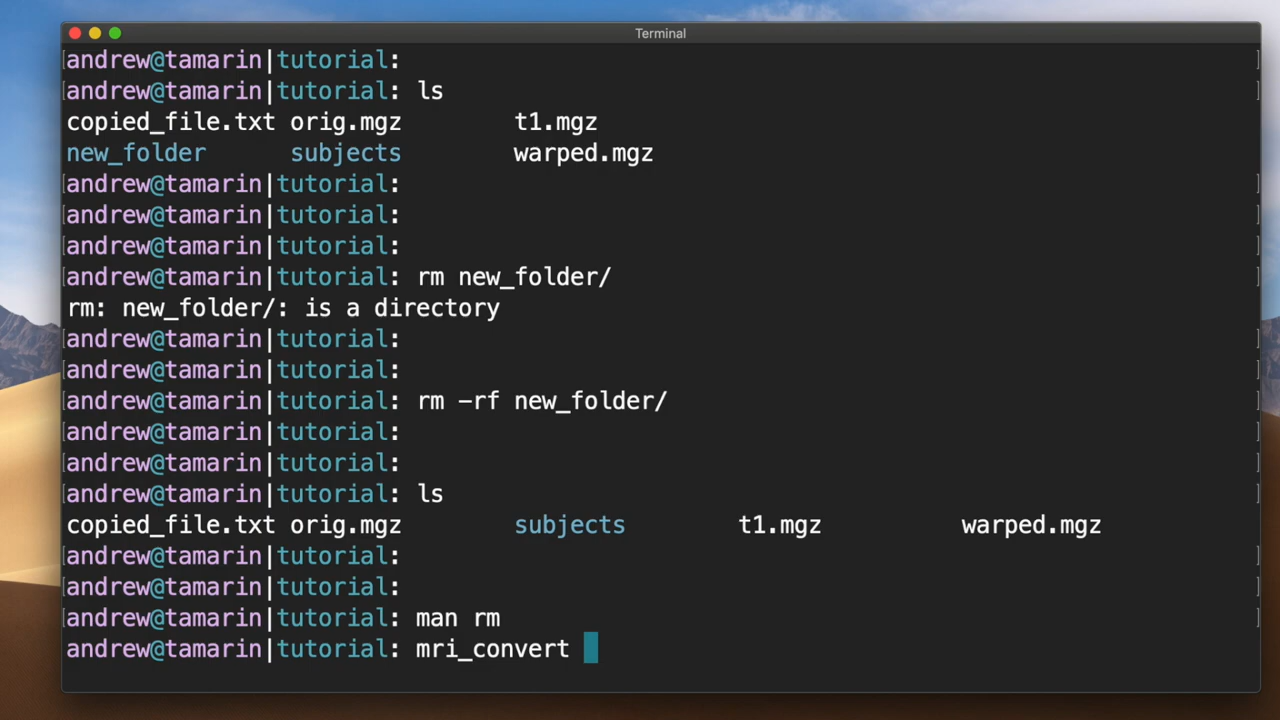 Terminal
andrew@tamarin|tutorial:
andrew@tamarin|tutorial: ls
copied_file.txt orig.mgz t1.mgz
new_folder subjects warped.mgz
andrew@tamarin|tutorial:
andrew@tamarin|tutorial:
andrew@tamarin|tutorial:
andrew@tamarin|tutorial: rm new_folder/
rm: new_folder/: is a directory
andrew@tamarin|tutorial:
andrew@tamarin|tutorial:
andrew@tamarin|tutorial: rm -rf new_folder/
andrew@tamarin|tutorial:
andrew@tamarin|tutorial:
andrew@tamarin|tutorial: ls
copied_file.txt orig.mgz subjects t1.mgz warped.mgz
andrew@tamarin|tutorial:
andrew@tamarin|tutorial:
andrew@tamarin|tutorial: man rm
andrew@tamarin|tutorial: mri_convert